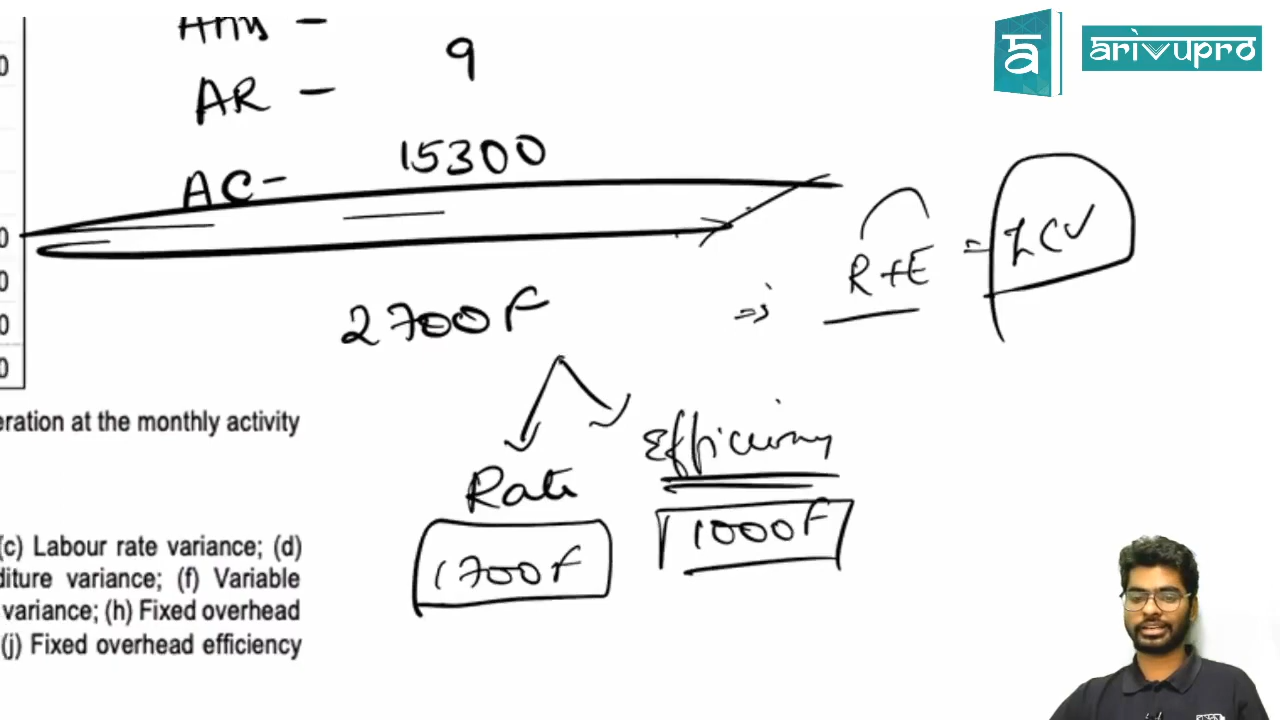 arivupro
9
AR -
15300
AC-
R+E = LCV
2700F
Rate
Efficiency
1700F
1000F
eration at the monthly activity
(c) Labour rate variance; (d)
diture variance; (f) Variable
variance; (h) Fixed overhead
(j) Fixed overhead efficiency